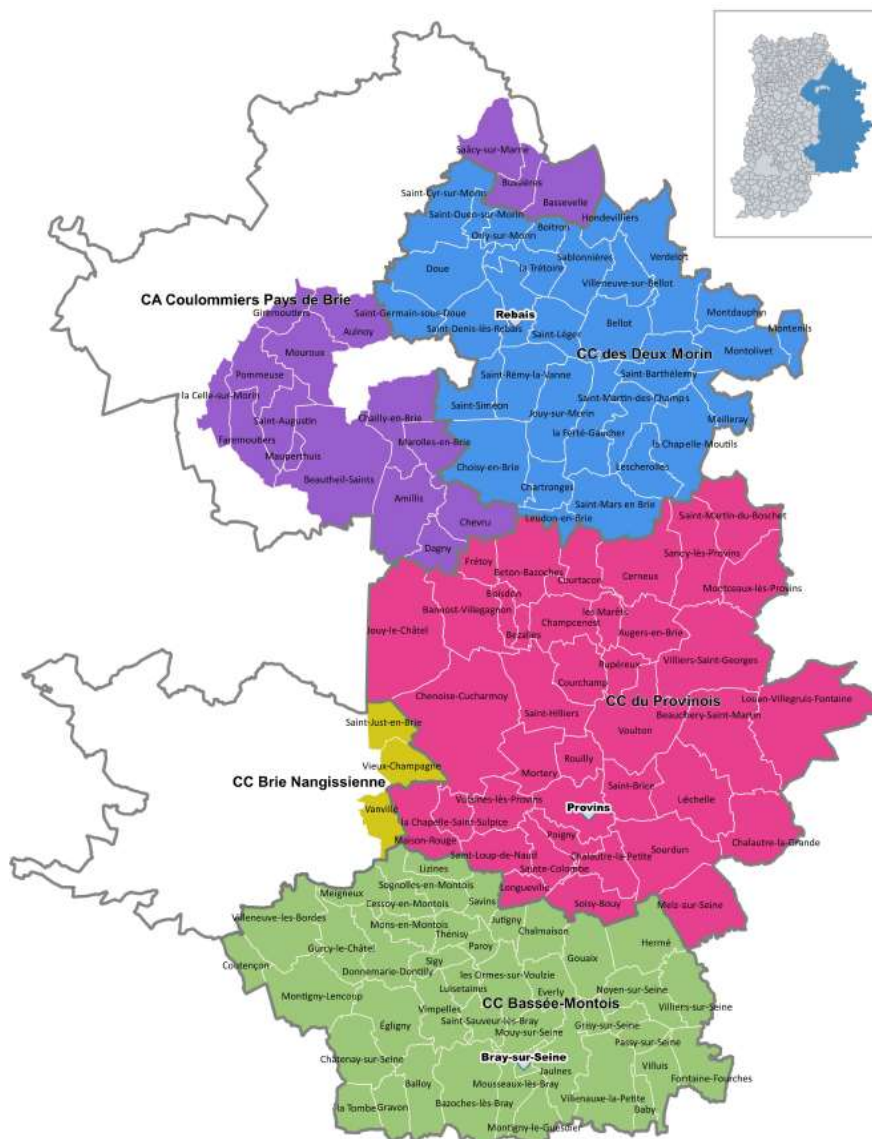 Saâcy-sur-Marne
Bussières
Bassevelle
Saint-Cyr-sur-Morin
Hondevilliers
Saint-Ouen-sur-Morin
Boitron
Orly-sur-Morin
Verdelot
Sablonnières
Doue
la Trétoire
Villeneuve-sur-Bellot
CA Coulommiers Pays de Brie
Giremoutiers
Saint-Germain-sous-Doue
Rebais
Montdauphin
Montenils
Aulnoy
Saint-Denis-lès-Rebais
Saint-Léger
Bellot
Mouroux
CC des Deux Morin
Montolivet
Pommeuse
Saint-Rémy-la-Vanne
Saint-Barthélemy
la Celle-sur-Morin
Saint-Siméon
Saint-Martin-des-Champs
Saint-Augustin
Chailly-en-Brie
Jouy-sur-Morin
Meilleray
Faremoutiers
Marolles-en-Brie
la Ferté-Gaucher
la Chapelle-Moutils
Mauperthuis
Choisy-en-Brie
Lescherolles
Beautheil-Saints
Chartronges
Amillis
Saint-Mars en Brie
Chevru
Leudon-en-Brie
Saint-Martin-du-Boschet
Dagny
Frétoy
Sancy-lès-Provins
Beton-Bazoches
Courtacon
Cerneux
Montceaux-lès-Provins
Boisdon
Bannost-Villegagnon
les Marêts
Champcenest
Jouy-le-Châtel
Bezalles
Augers-en-Brie
Rupéreux
Villiers-Saint-Georges
Courchamp
Chenoise-Cucharmoy
CC du Provinois
Louan-Villegruis-Fontaine
Saint-Hilliers
Beauchery-Saint-Martin
Saint-Just-en-Brie
Voulton
Rouilly
Vieux-Champagne
Mortery
CC Brie Nangissienne
Saint-Brice
Vulaines-lès-Provins
Léchelle
Vanvillé
Provins
la Chapelle-Saint-Sulpice
Poigny
Maison-Rouge
Sourdun
Chalautre-la-Grande
Saint-Loup-de-Naud
Chalautre-la-Petite
Sainte-Colombe
Lizines
Longueville
Soisy-Bouy
Melz-sur-Seine
Sognolles-en-Montois
Meigneux
Cessoy-en-Montois
Savins
Villeneuve-les-Bordes
Jutigny
Mons-en-Montois
Chalmaison
Thénisy
Gurcy-le-Châtel
Paroy
Hermé
Coutençon
Sigy
Gouaix
Donnemarie-Dontilly
les Ormes-sur-Voulzie
Luisetaines
Everly
Noyen-sur-Seine
Montigny-Lencoup
CC Bassée-Montois
Villiers-sur-Seine
Vimpelles
Saint-Sauveur-lès-Bray
Égligny
Grisy-sur-Seine
Mouy-sur-Seine
Passy-sur-Seine
Châtenay-sur-Seine
Bray-sur-Seine
Villuis
Jaulnes
Fontaine-Fourches
Balloy
Mousseaux-lès-Bray
Villenauxe-la-Petite
la Tombe
Gravon
Bazoches-lès-Bray
Baby
Montigny-le-Guesdier